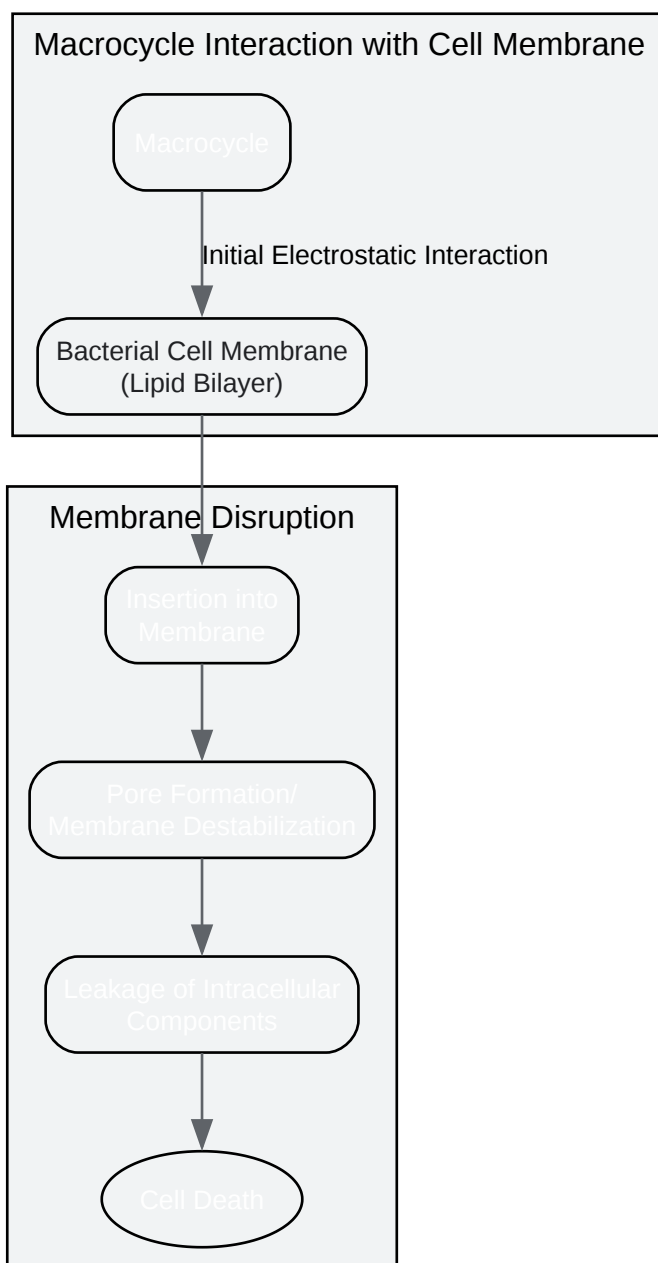 Macrocycle Interaction with Cell Membrane
Macrocycle
Initial Electrostatic Interaction
Bacterial Cell Membrane
(Lipid Bilayer)
Membrane Disruption
Insertion into
Membrane
Pore Formation/
Membrane Destabilization
Leakage of Intracellular
Components
Cell Death